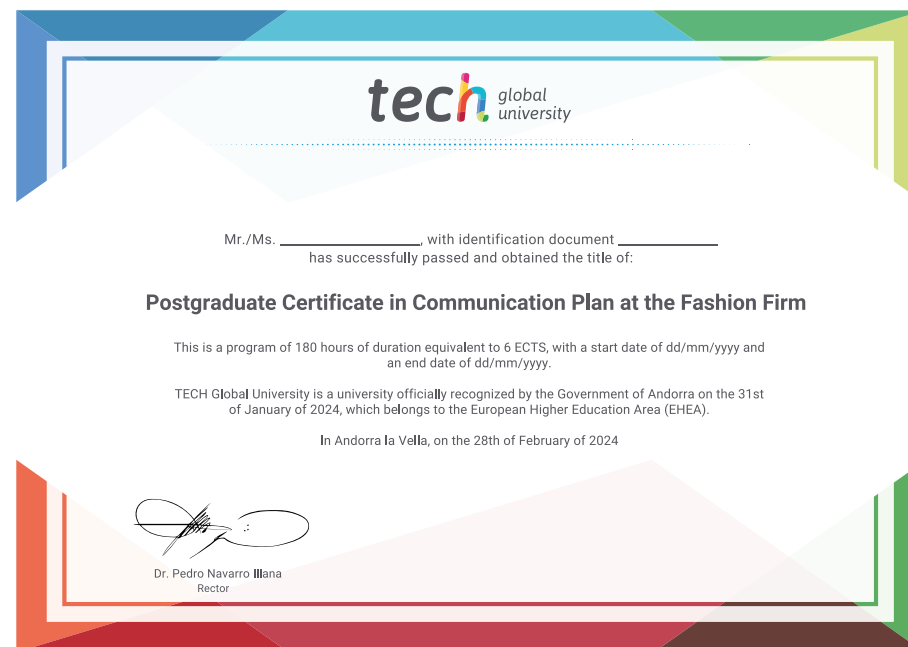 tech global university
Mr./Ms. ____________, with identification document ____________
has successfully passed and obtained the title of:
Postgraduate Certificate in Communication Plan at the Fashion Firm
This is a program of 180 hours of duration equivalent to 6 ECTS, with a start date of dd/mm/yyyy and
an end date of dd/mm/yyyy.
TECH Global University is a university officially recognized by the Government of Andorra on the 31st
of January of 2024, which belongs to the European Higher Education Area (EHEA).
In Andorra la Vella, on the 28th of February of 2024
Dr. Pedro Navarro Illana
Rector